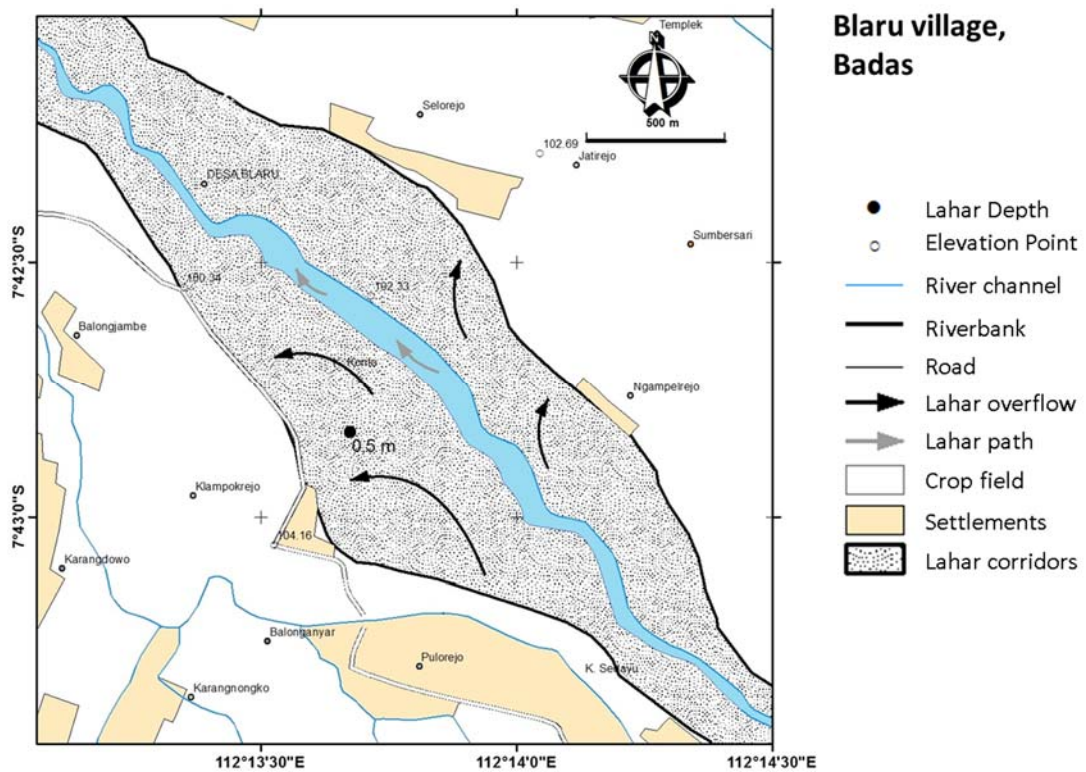 Blaru village,
Badas
Templek
N
500 m
Selorejo
102.69
Jatirejo
DESA BLARU
Sumbersari
7°42'30"S
100.34
102.33
Balongjambe
K. Konto
Ngampelrejo
0.5 m
Klampokrejo
7°43'0"S
104.16
Karangdowo
Balonganyar
Pulorejo
Karangnongko
112°13'30"E
112°14'0"E
112°14'30"E
Lahar Depth
Elevation Point
River channel
Riverbank
Road
Lahar overflow
Lahar path
Crop field
Settlements
Lahar corridors